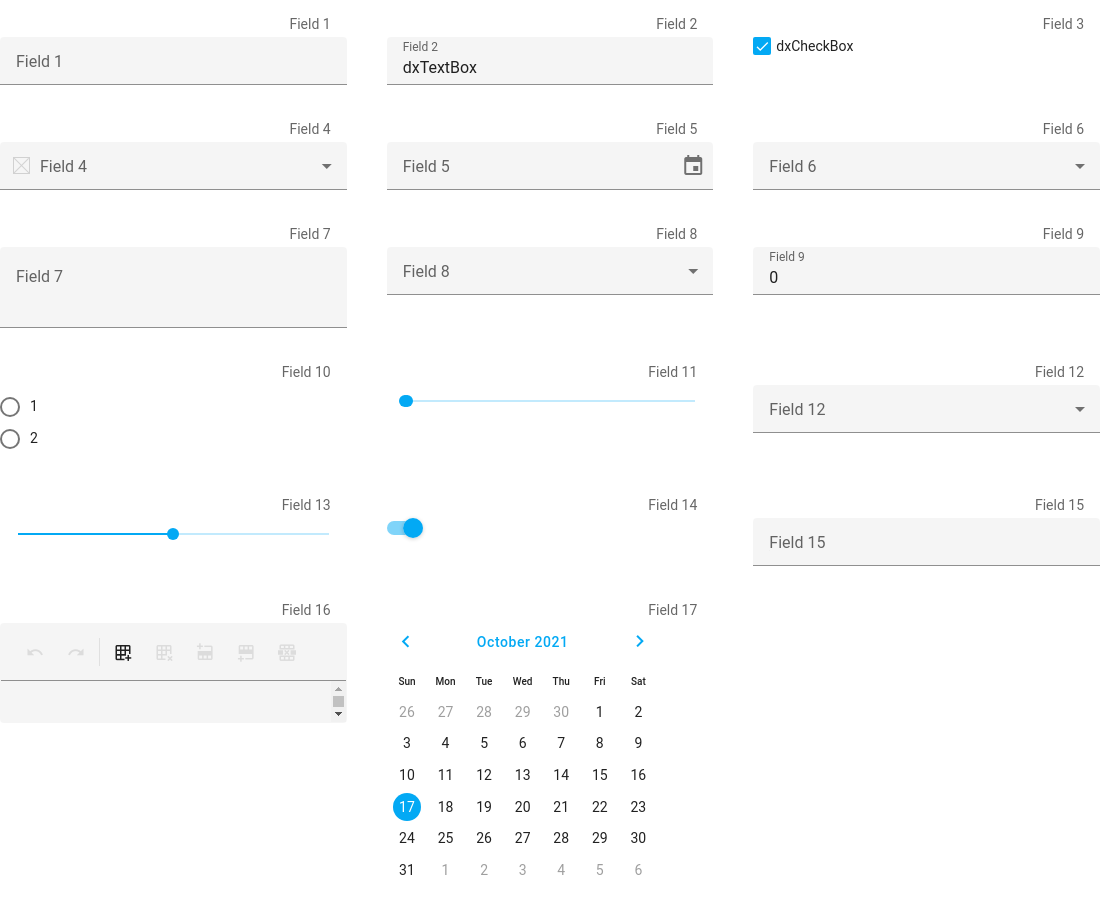 Field 1
Field 1
Field 2
Field 2
dxTextBox
Field 3
dxCheckBox
Field 4
Field 4
Field 5
Field 5
Field 6
Field 6
Field 7
Field 7
Field 8
Field 8
Field 9
Field 9
0
Field 10
1
2
Field 11
Field 12
Field 12
Field 13
Field 14
Field 15
Field 15
Field 16
Field 17
October 2021
Sun Mon Tue Wed Thu Fri Sat
26 27 28 29 30 1 2
3 4 5 6 7 8 9
10 11 12 13 14 15 16
17 18 19 20 21 22 23
24 25 26 27 28 29 30
31 1 2 3 4 5 6